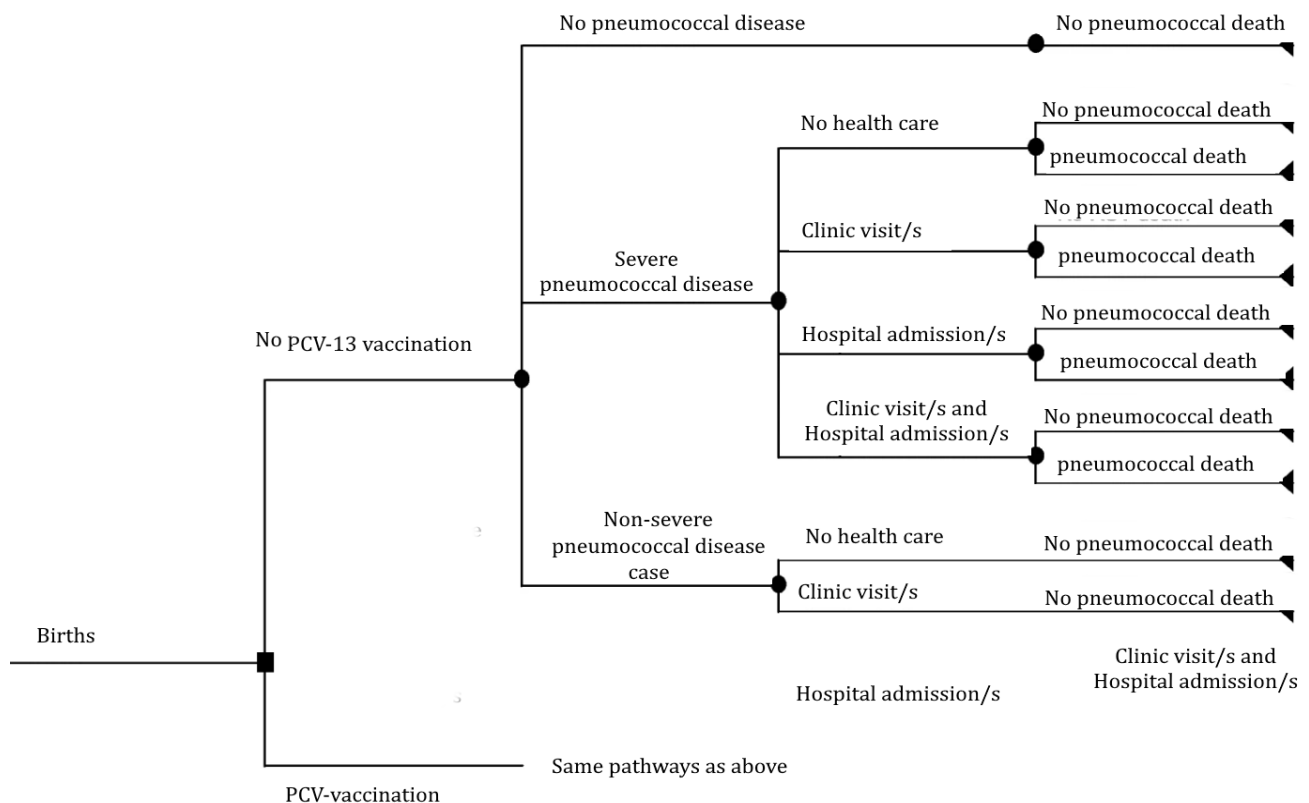 No pneumococcal disease
No pneumococcal death
No health care
No pneumococcal death
pneumococcal death
Clinic visit/s
No pneumococcal death
pneumococcal death
Severe
pneumococcal disease
Hospital admission/s
No pneumococcal death
pneumococcal death
No PCV-13 vaccination
Clinic visit/s and
Hospital admission/s
No pneumococcal death
pneumococcal death
Non-severe
pneumococcal disease
case
No health care
No pneumococcal death
Clinic visit/s
No pneumococcal death
Births
Clinic visit/s and
Hospital admission/s
Hospital admission/s
Same pathways as above
PCV-vaccination